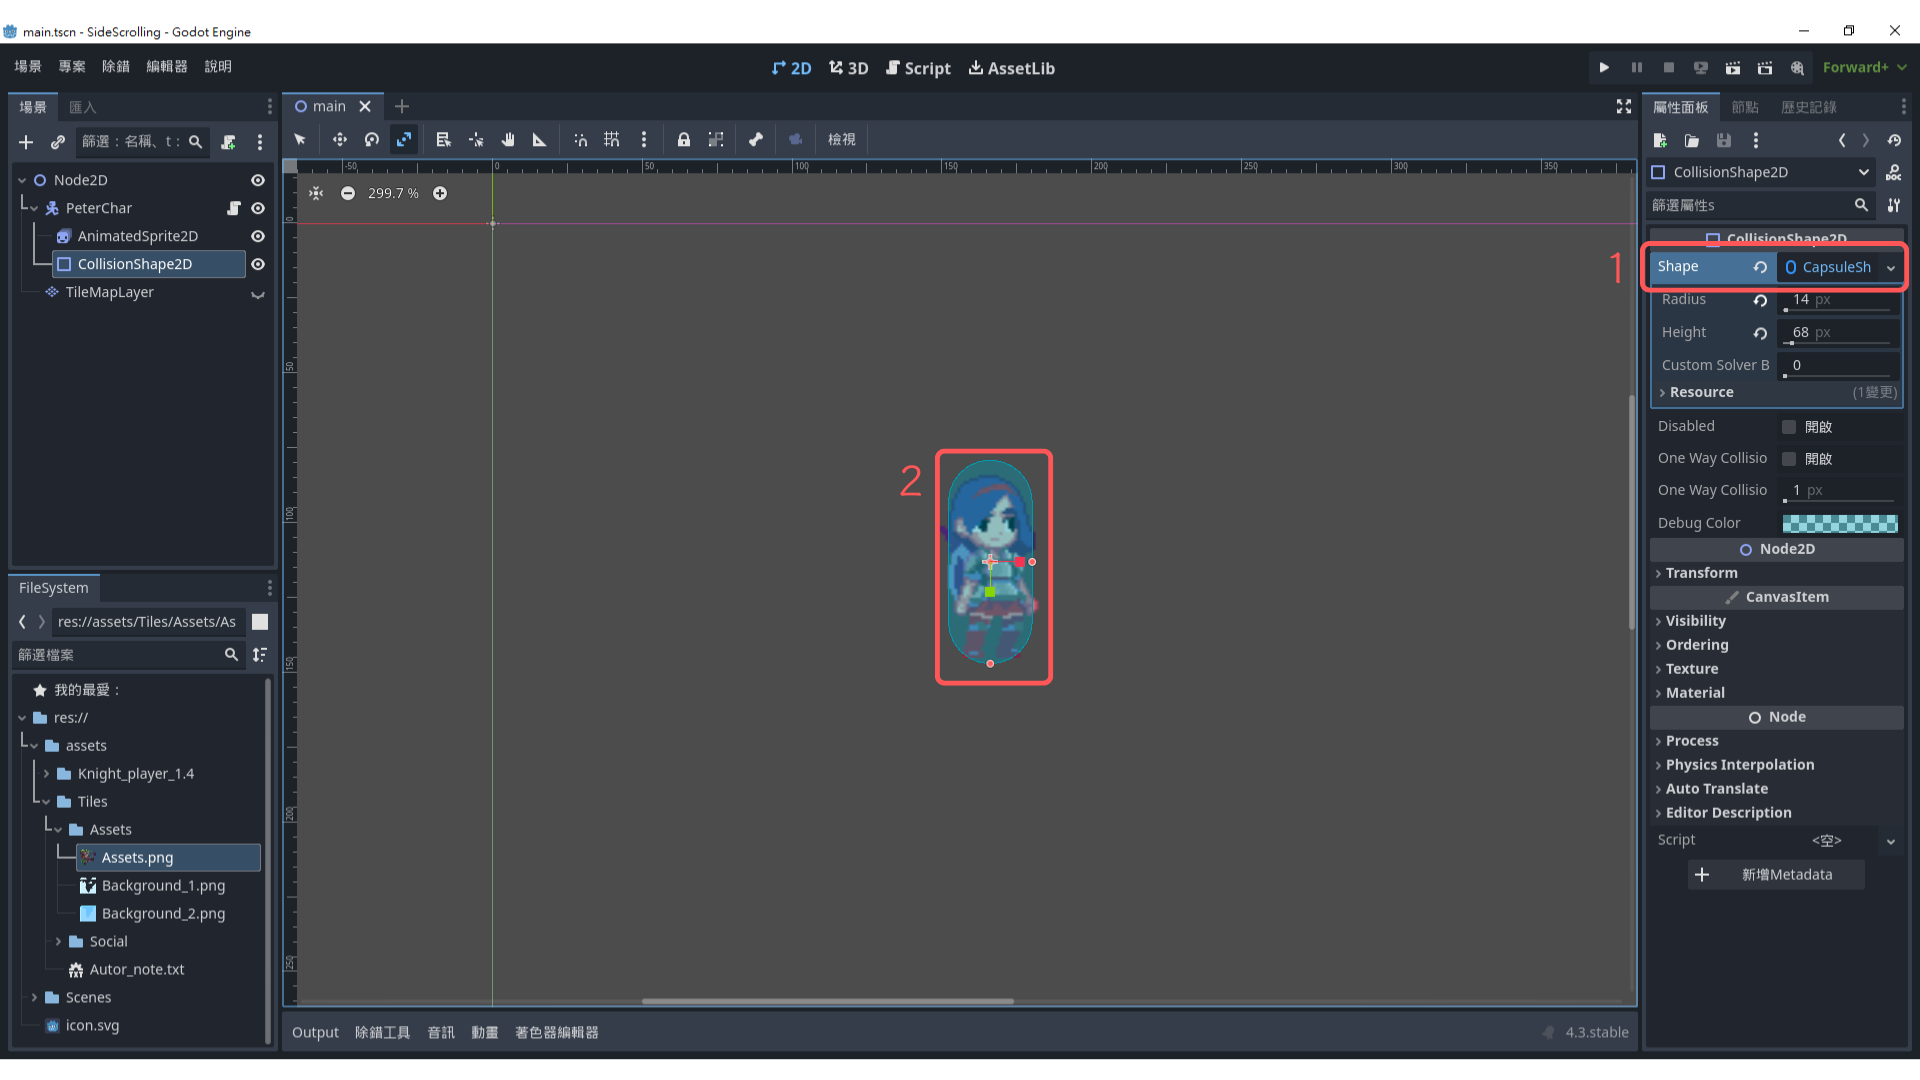 main.tscn - SideScrolling - Godot Engine
場景 專案 除錯 編輯器 說明
2D 3D Script AssetLib
Forward+
場景 匯入
篩選：名稱、t：
Node2D
PeterChar
AnimatedSprite2D
CollisionShape2D
TileMapLayer
FileSystem
res://assets/Tiles/Assets/As
篩選檔案
我的最愛：
res://
assets
Knight_player_1.4
Tiles
Assets
Assets.png
Background_1.png
Background_2.png
Social
Autor_note.txt
Scenes
icon.svg
main
檢視
-50 0 50 100 150 200 250 300 350
299.7 %
0
50
100
150
200
250
2
1
Output 除錯工具 音訊 動畫 著色器編輯器
4.3.stable
屬性面板 節點 歷史記錄
CollisionShape2D
篩選屬性s
CollisionShape2D
Shape CapsuleSh
Radius 14 px
Height 68 px
Custom Solver B 0
Resource (1變更)
Disabled 開啟
One Way Collisio 開啟
One Way Collisio 1 px
Debug Color
Node2D
Transform
CanvasItem
Visibility
Ordering
Texture
Material
Node
Process
Physics Interpolation
Auto Translate
Editor Description
Script <空>
新增Metadata